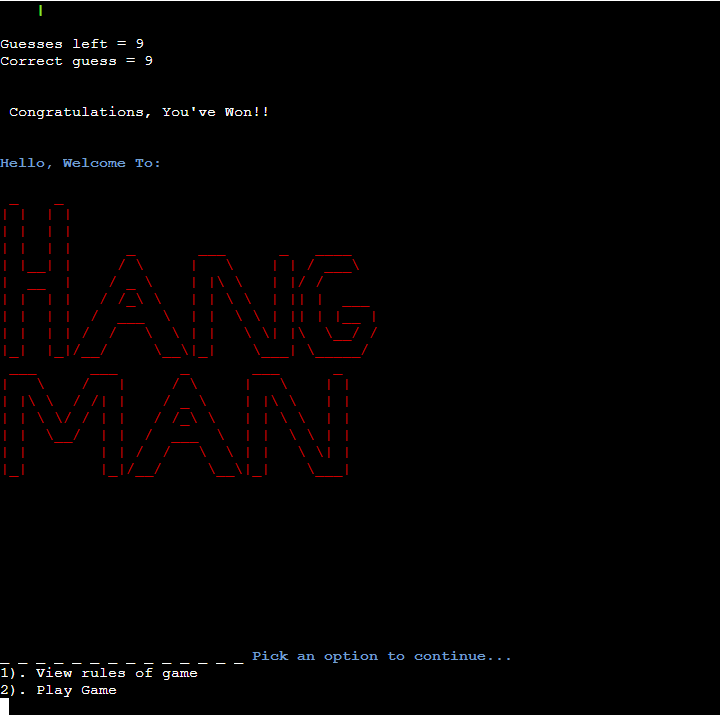 Guesses left = 9
Correct guess = 9
Congratulations, You've Won!!
Hello, Welcome To:
HANG
MAN
_ _ _ _ _ _ _ _ _ _ _ _ _ _ Pick an option to continue...
1). View rules of game
2). Play Game